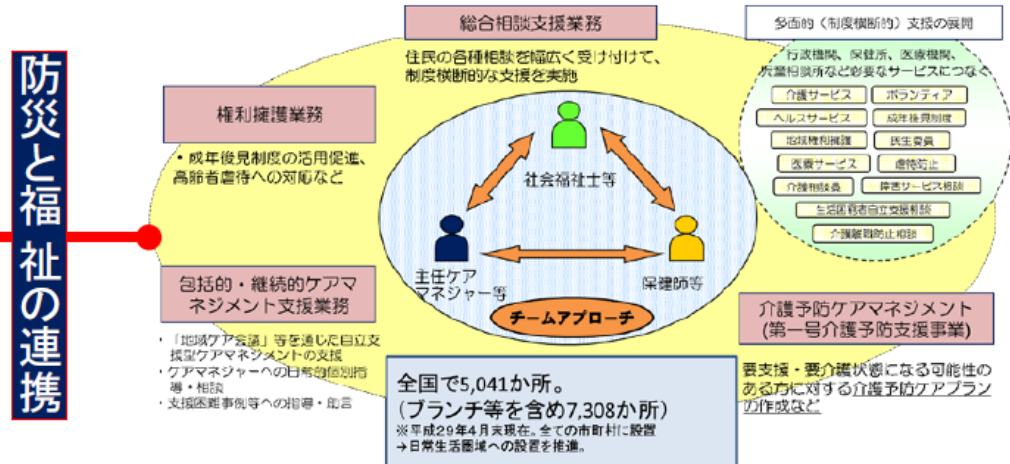 防災と福祉の連携
総合相談支援業務
住民の各種相談を幅広く受け付けて、
制度横断的な支援を実施
多面的(制度横断的)支援の展開
行政機関、保健所、医療機関、
児童相談所など必要なサービスにつなぐ
介護サービス
ボランティア
ヘルスサービス
成年後見制度
地域権利擁護
民生委員
医療サービス
虐待防止
介護相談員
障害サービス相談
生活困窮者自立支援相談
介護離職防止相談
権利擁護業務
・成年後見制度の活用促進、
高齢者虐待への対応など
社会福祉士等
主任ケア
マネジャー等
保健師等
チームアプローチ
包括的・継続的ケアマ
ネジメント支援業務
・「地域ケア会議」等を通じた自立支
援型ケアマネジメントの支援
・ケアマネジャーへの日常的個別指
導・相談
・支援困難事例等への指導・助言
全国で5,041か所。
(ブランチ等を含め7,308か所)
※平成29年4月末現在。全ての市町村に設置
→日常生活圏域への設置を推進。
介護予防ケアマネジメント
(第一号介護予防支援事業)
要支援・要介護状態になる可能性の
ある方に対する介護予防ケアプラン
の作成など